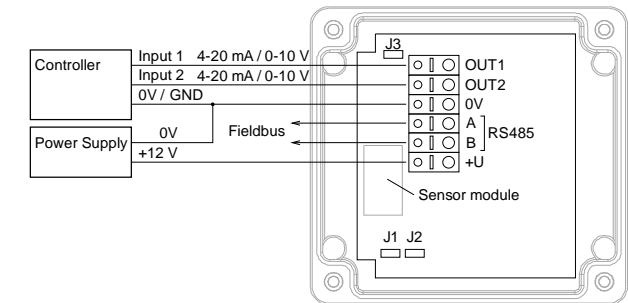 J3
Controller
Input 1 4-20 mA / 0-10 V
OUT1
Input 2 4-20 mA / 0-10 V
OUT2
0V / GND
0V
Fieldbus
A
RS485
Power Supply
0V
B
+12 V
+U
Sensor module
J1 J2